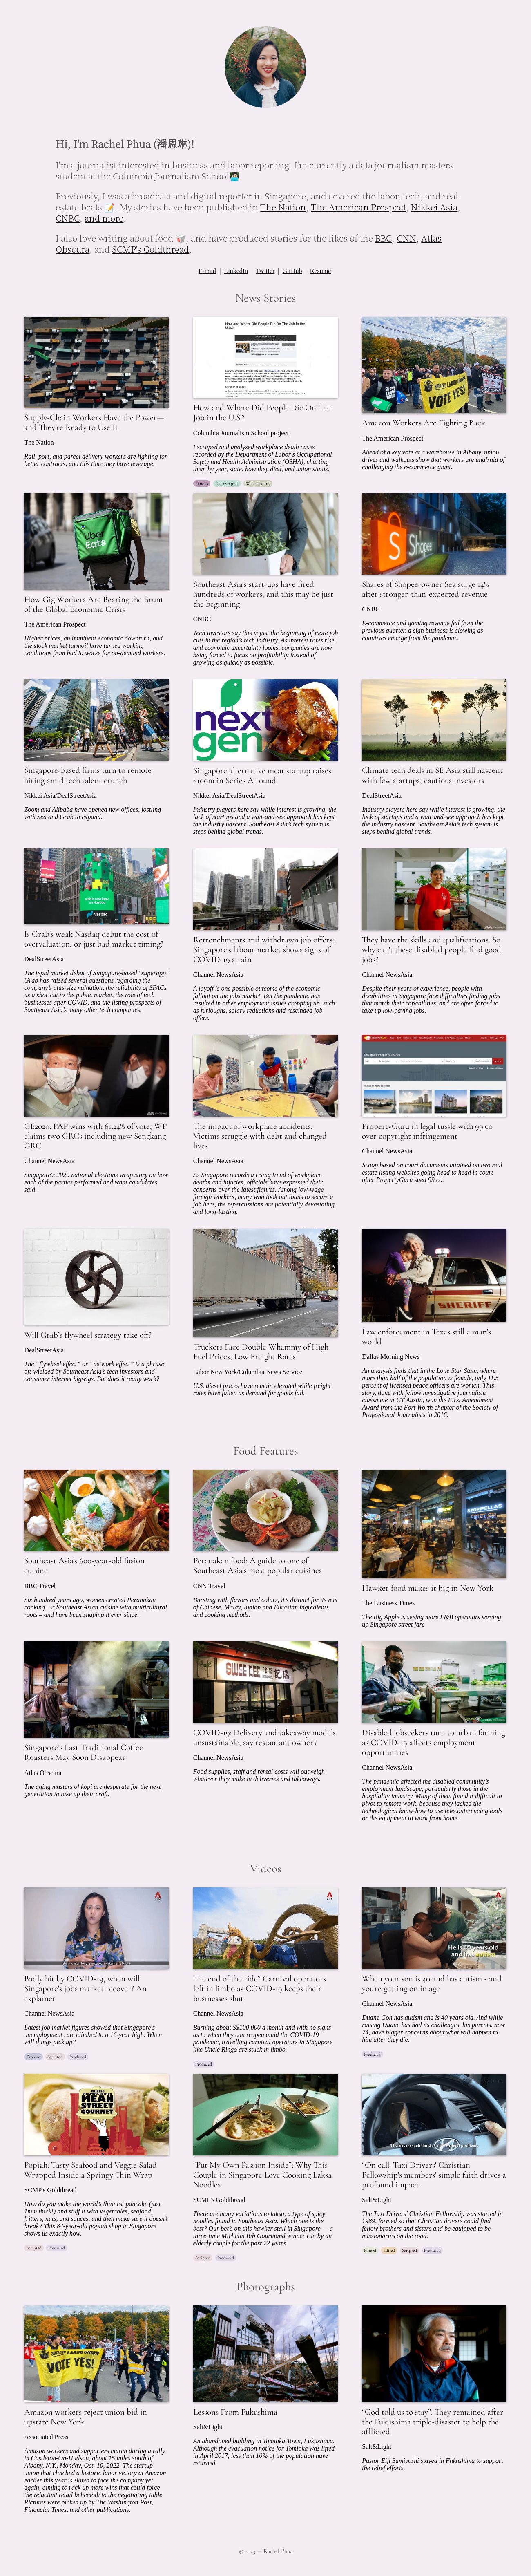 Hi, I'm Rachel Phua (潘恩琳)!
I'm a journalist interested in business and labor reporting. I'm currently a data journalism masters
student at the Columbia Journalism School👩🏻‍💻.
Previously, I was a broadcast and digital reporter in Singapore, and covered the labor, tech, and real
estate beats 📝. My stories have been published in The Nation, The American Prospect, Nikkei Asia,
CNBC, and more.
I also love writing about food 🥡, and have produced stories for the likes of the BBC, CNN, Atlas
Obscura, and SCMP's Goldthread.
E-mail | LinkedIn | Twitter | GitHub | Resume
News Stories
Supply-Chain Workers Have the Power—
and They're Ready to Use It
The Nation
Rail, port, and parcel delivery workers are fighting for
better contracts, and this time they have leverage.
How and Where Did People Die On The Job in the
U.S.?
How and Where Did People Die On The
Job in the U.S.?
Columbia Journalism School project
I scraped and analyzed workplace death cases
recorded by the Department of Labor's Occupational
Safety and Health Administration (OSHA), charting
them by year, state, how they died, and union status.
Pandas Datawrapper Web scraping
VOTE YES!
Amazon Workers Are Fighting Back
The American Prospect
Ahead of a key vote at a warehouse in Albany, union
drives and walkouts show that workers are unafraid of
challenging the e-commerce giant.
Uber
Eats
How Gig Workers Are Bearing the Brunt
of the Global Economic Crisis
The American Prospect
Higher prices, an imminent economic downturn, and
the stock market turmoil have turned working
conditions from bad to worse for on-demand workers.
Southeast Asia's start-ups have fired
hundreds of workers, and this may be just
the beginning
CNBC
Tech investors say this is just the beginning of more job
cuts in the region's tech industry. As interest rates rise
and economic uncertainty looms, companies are now
being forced to focus on profitability instead of
growing as quickly as possible.
Shopee
Shares of Shopee-owner Sea surge 14%
after stronger-than-expected revenue
CNBC
E-commerce and gaming revenue fell from the
previous quarter, a sign business is slowing as
countries emerge from the pandemic.
Singapore-based firms turn to remote
hiring amid tech talent crunch
Nikkei Asia/DealStreetAsia
Zoom and Alibaba have opened new offices, jostling
with Sea and Grab to expand.
next
gen
Singapore alternative meat startup raises
$100m in Series A round
Nikkei Asia/DealStreetAsia
Industry players here say while interest is growing, the
lack of startups and a wait-and-see approach has kept
the industry nascent. Southeast Asia's tech system is
steps behind global trends.
Climate tech deals in SE Asia still nascent
with few startups, cautious investors
DealStreetAsia
Industry players here say while interest is growing, the
lack of startups and a wait-and-see approach has kept
the industry nascent. Southeast Asia's tech system is
steps behind global trends.
Nasdaq
Is Grab's weak Nasdaq debut the cost of
overvaluation, or just bad market timing?
DealStreetAsia
The tepid market debut of Singapore-based "superapp"
Grab has raised several questions regarding the
company's plus-size valuation, the reliability of SPACs
as a shortcut to the public market, the role of tech
businesses after COVID, and the listing prospects of
Southeast Asia's many other tech companies.
Retrenchments and withdrawn job offers:
Singapore's labour market shows signs of
COVID-19 strain
Channel NewsAsia
A layoff is one possible outcome of the economic
fallout on the jobs market. But the pandemic has
resulted in other employment issues cropping up, such
as furloughs, salary reductions and rescinded job
offers.
They have the skills and qualifications. So
why can't these disabled people find good
jobs?
Channel NewsAsia
Despite their years of experience, people with
disabilities in Singapore face difficulties finding jobs
that match their capabilities, and are often forced to
take up low-paying jobs.
GE2020: PAP wins with 61.24% of vote; WP
claims two GRCs including new Sengkang
GRC
Channel NewsAsia
Singapore's 2020 national elections wrap story on how
each of the parties performed and what candidates
said.
The impact of workplace accidents:
Victims struggle with debt and changed
lives
Channel NewsAsia
As Singapore records a rising trend of workplace
deaths and injuries, officials have expressed their
concerns over the latest figures. Among low-wage
foreign workers, many who took out loans to secure a
job here, the repercussions are potentially devastating
and long-lasting.
PropertyGuru in legal tussle with 99.co
over copyright infringement
Channel NewsAsia
Scoop based on court documents attained on two real
estate listing websites going head to head in court
after PropertyGuru sued 99.co.
Will Grab's flywheel strategy take off?
DealStreetAsia
The "flywheel effect" or "network effect" is a phrase
oft-wielded by Southeast Asia's tech investors and
consumer internet bigwigs. But does it really work?
Truckers Face Double Whammy of High
Fuel Prices, Low Freight Rates
Labor New York/Columbia News Service
U.S. diesel prices have remain elevated while freight
rates have fallen as demand for goods fall.
SHERIFF
Law enforcement in Texas still a man's
world
Dallas Morning News
An analysis finds that in the Lone Star State, where
more than half of the population is female, only 11.5
percent of licensed peace officers are women. This
story, done with fellow investigative journalism
classmate at UT Austin, won the First Amendment
Award from the Fort Worth chapter of the Society of
Professional Journalists in 2016.
Food Features
Southeast Asia's 600-year-old fusion
cuisine
BBC Travel
Six hundred years ago, women created Peranakan
cooking – a Southeast Asian cuisine with multicultural
roots – and have been shaping it ever since.
Peranakan food: A guide to one of
Southeast Asia's most popular cuisines
CNN Travel
Bursting with flavors and colors, it's distinct for its mix
of Chinese, Malay, Indian and Eurasian ingredients
and cooking methods.
Hawker food makes it big in New York
The Business Times
The Big Apple is seeing more F&B operators serving
up Singapore street fare
Singapore's Last Traditional Coffee
Roasters May Soon Disappear
Atlas Obscura
The aging masters of kopi are desperate for the next
generation to take up their craft.
SWEE KEE
COVID-19: Delivery and takeaway models
unsustainable, say restaurant owners
Channel NewsAsia
Food supplies, staff and rental costs will outweigh
whatever they make in deliveries and takeaways.
Disabled jobseekers turn to urban farming
as COVID-19 affects employment
opportunities
Channel NewsAsia
The pandemic affected the disabled community's
employment landscape, particularly those in the
hospitality industry. Many of them found it difficult to
pivot to remote work, because they lacked the
technological know-how to use teleconferencing tools
or the equipment to work from home.
Videos
Badly hit by COVID-19, when will
Singapore's jobs market recover? An
explainer
Channel NewsAsia
Latest job market figures showed that Singapore's
unemployment rate climbed to a 16-year high. When
will things pick up?
Scripted Produced
The end of the ride? Carnival operators
left in limbo as COVID-19 keeps their
businesses shut
Channel NewsAsia
Burning about S$100,000 a month and with no signs
as to when they can reopen amid the COVID-19
pandemic, travelling carnival operators in Singapore
like Uncle Ringo are stuck in limbo.
Produced
He is 40 years old
When your son is 40 and has autism - and
you're getting on in age
Channel NewsAsia
Duane Goh has autism and is 40 years old. And while
raising Duane has had its challenges, his parents, now
74, have bigger concerns about what will happen to
him after they die.
Produced
MEAN
STREET
GOURMET
Popiah: Tasty Seafood and Veggie Salad
Wrapped Inside a Springy Thin Wrap
SCMP's Goldthread
How do you make the world's thinnest pancake (just
1mm thick!) and stuff it with vegetables, seafood,
fritters, nuts, and sauces, and then make sure it doesn't
break? This 84-year-old popiah shop in Singapore
shows us exactly how.
Scripted Produced
"Put My Own Passion Inside": Why This
Couple in Singapore Love Cooking Laksa
Noodles
SCMP's Goldthread
There are many variations to laksa, a type of spicy
noodles found in Southeast Asia. Which one is the
best? Our bet's on this hawker stall in Singapore — a
three-time Michelin Bib Gourmand winner run by an
elderly couple for the past 22 years.
Scripted Produced
"On call: Taxi Drivers' Christian
Fellowship's members' simple faith drives a
profound impact
Salt&Light
The Taxi Drivers' Christian Fellowship was started in
1989, formed so that Christian drivers could find
fellow brothers and sisters and be equipped to be
missionaries on the road.
Filmed Edited Scripted Produced
Photographs
VOTE YES!
Amazon workers reject union bid in
upstate New York
Associated Press
Amazon workers and supporters march during a rally
in Castleton-On-Hudson, about 15 miles south of
Albany, N.Y., Monday, Oct. 10, 2022. The startup
union that clinched a historic labor victory at Amazon
earlier this year is slated to face the company yet
again, aiming to rack up more wins that could force
the reluctant retail behemoth to the negotiating table.
Pictures were picked up by The Washington Post,
Financial Times, and other publications.
Lessons From Fukushima
Salt&Light
An abandoned building in Tomioka Town, Fukushima.
Although the evacuation notice for Tomioka was lifted
in April 2017, less than 10% of the population have
returned.
"God told us to stay": They remained after
the Fukushima triple-disaster to help the
afflicted
Salt&Light
Pastor Eiji Sumiyoshi stayed in Fukushima to support
the relief efforts.
© 2023 — Rachel Phua